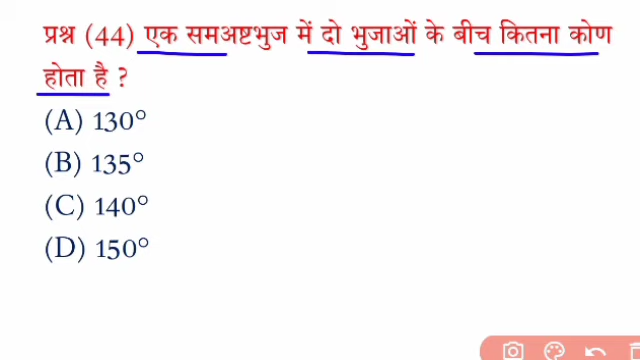 प्रश्न (44) एक समअष्टभुज में दो भुजाओं के बीच कितना कोण
होता है ?
(A) 130°
(B) 135°
(C) 140°
(D) 150°